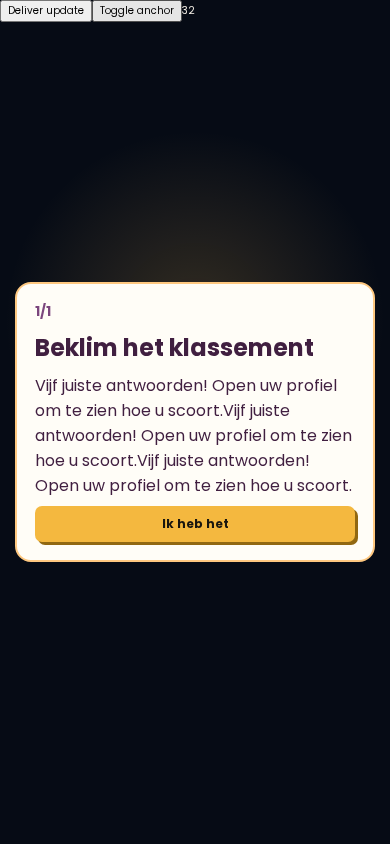 Deliver update Toggle anchor 32
1/1
Beklim het klassement
Vijf juiste antwoorden! Open uw profiel
om te zien hoe u scoort.Vijf juiste
antwoorden! Open uw profiel om te zien
hoe u scoort.Vijf juiste antwoorden!
Open uw profiel om te zien hoe u scoort.
Ik heb het